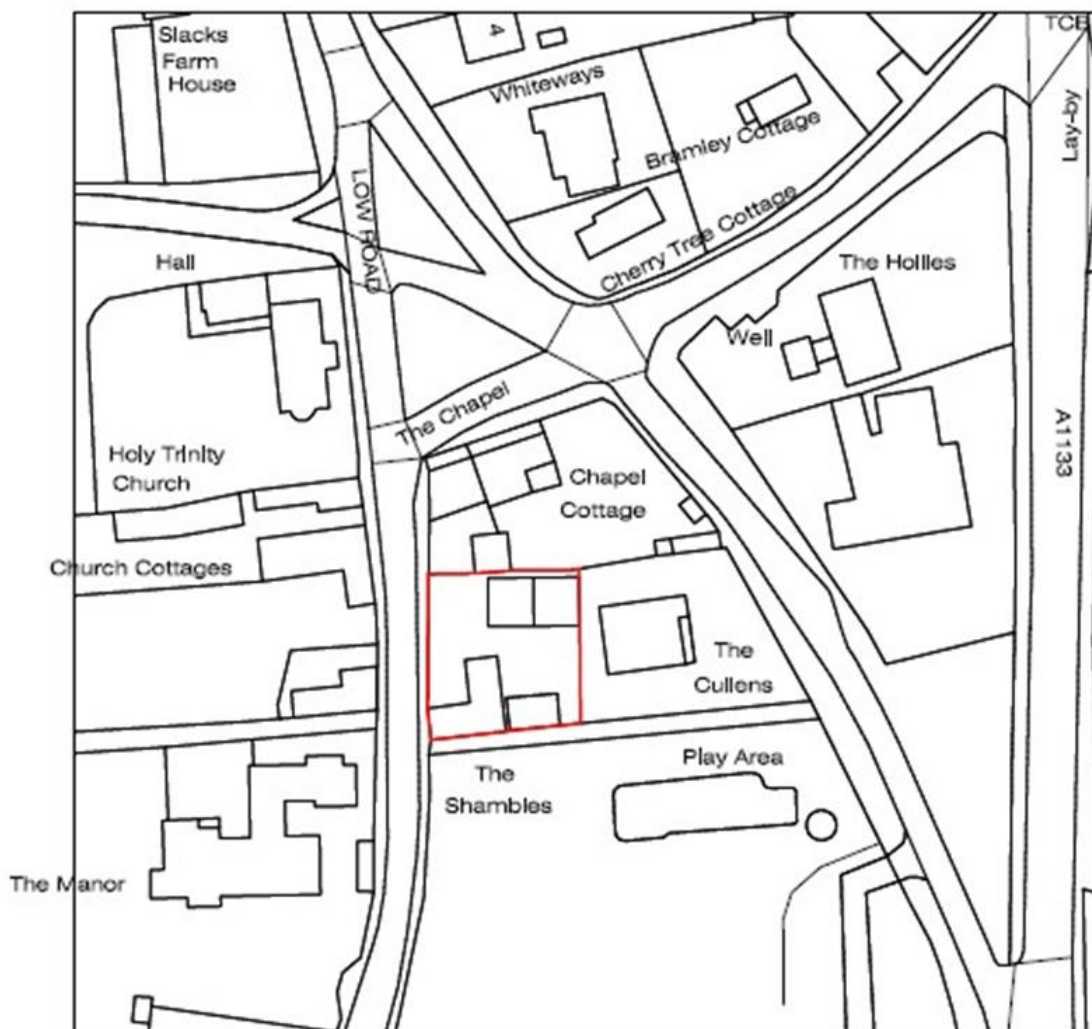 Slacks
Farm
House
4
TCB
Whiteways
Lay-by
Bramley Cottage
LOW ROAD
Cherry Tree Cottage
Hall
The Hollies
Well
The Chapel
A1133
Holy Trinity
Church
Chapel
Cottage
Church Cottages
The
Cullens
Play Area
The
Shambles
The Manor